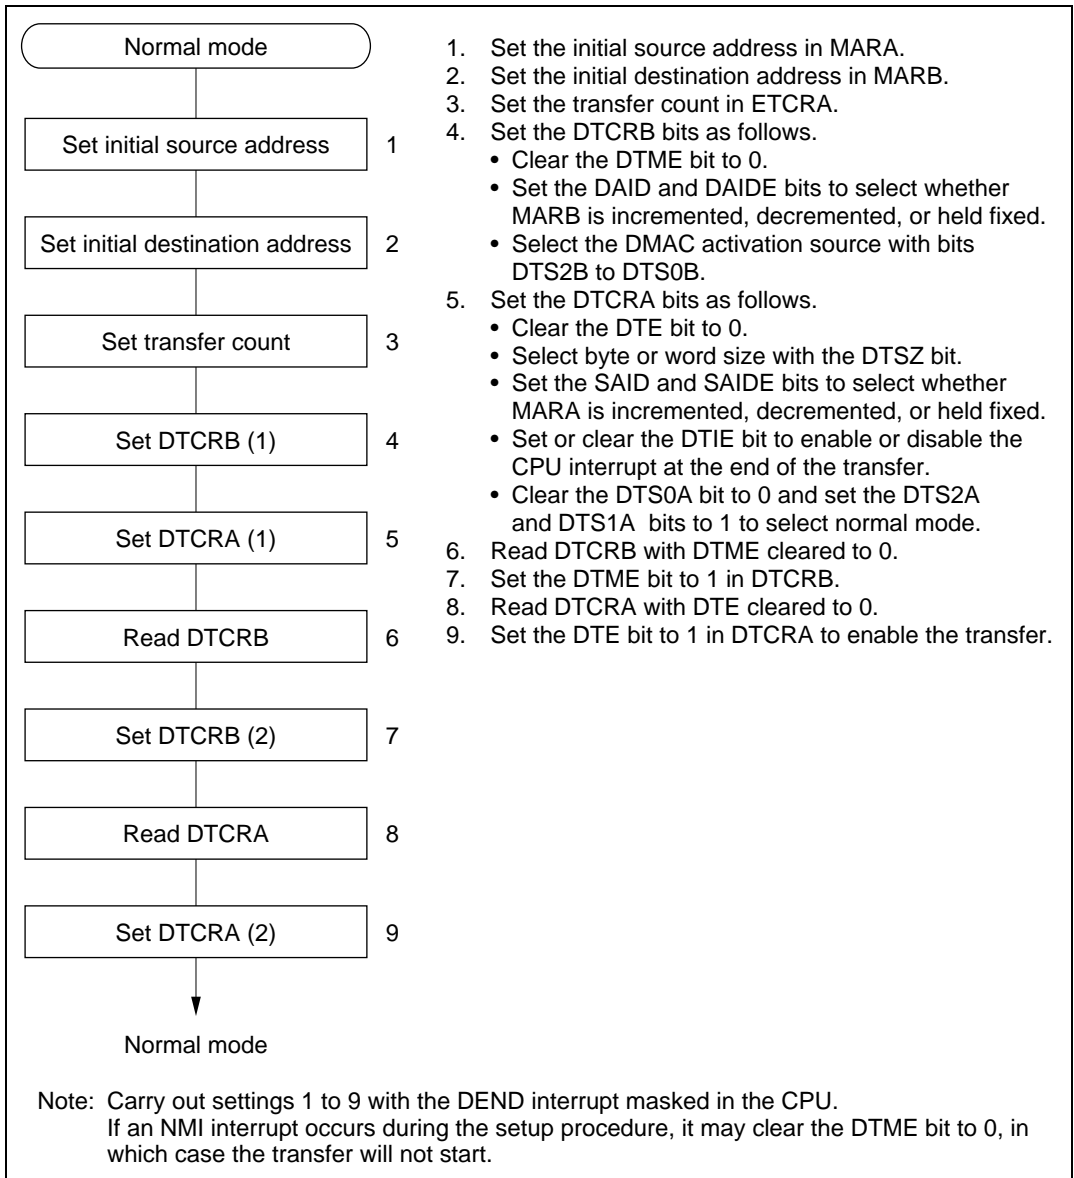 Normal mode
Set initial source address 1
Set initial destination address 2
Set transfer count 3
Set DTCRB (1) 4
Set DTCRA (1) 5
Read DTCRB 6
Set DTCRB (2) 7
Read DTCRA 8
Set DTCRA (2) 9
Normal mode
1. Set the initial source address in MARA.
2. Set the initial destination address in MARB.
3. Set the transfer count in ETCRA.
4. Set the DTCRB bits as follows.
• Clear the DTME bit to 0.
• Set the DAID and DAIDE bits to select whether
MARB is incremented, decremented, or held fixed.
• Select the DMAC activation source with bits
DTS2B to DTS0B.
5. Set the DTCRA bits as follows.
• Clear the DTE bit to 0.
• Select byte or word size with the DTSZ bit.
• Set the SAID and SAIDE bits to select whether
MARA is incremented, decremented, or held fixed.
• Set or clear the DTIE bit to enable or disable the
CPU interrupt at the end of the transfer.
• Clear the DTS0A bit to 0 and set the DTS2A
and DTS1A bits to 1 to select normal mode.
6. Read DTCRB with DTME cleared to 0.
7. Set the DTME bit to 1 in DTCRB.
8. Read DTCRA with DTE cleared to 0.
9. Set the DTE bit to 1 in DTCRA to enable the transfer.
Note: Carry out settings 1 to 9 with the DEND interrupt masked in the CPU.
If an NMI interrupt occurs during the setup procedure, it may clear the DTME bit to 0, in
which case the transfer will not start.